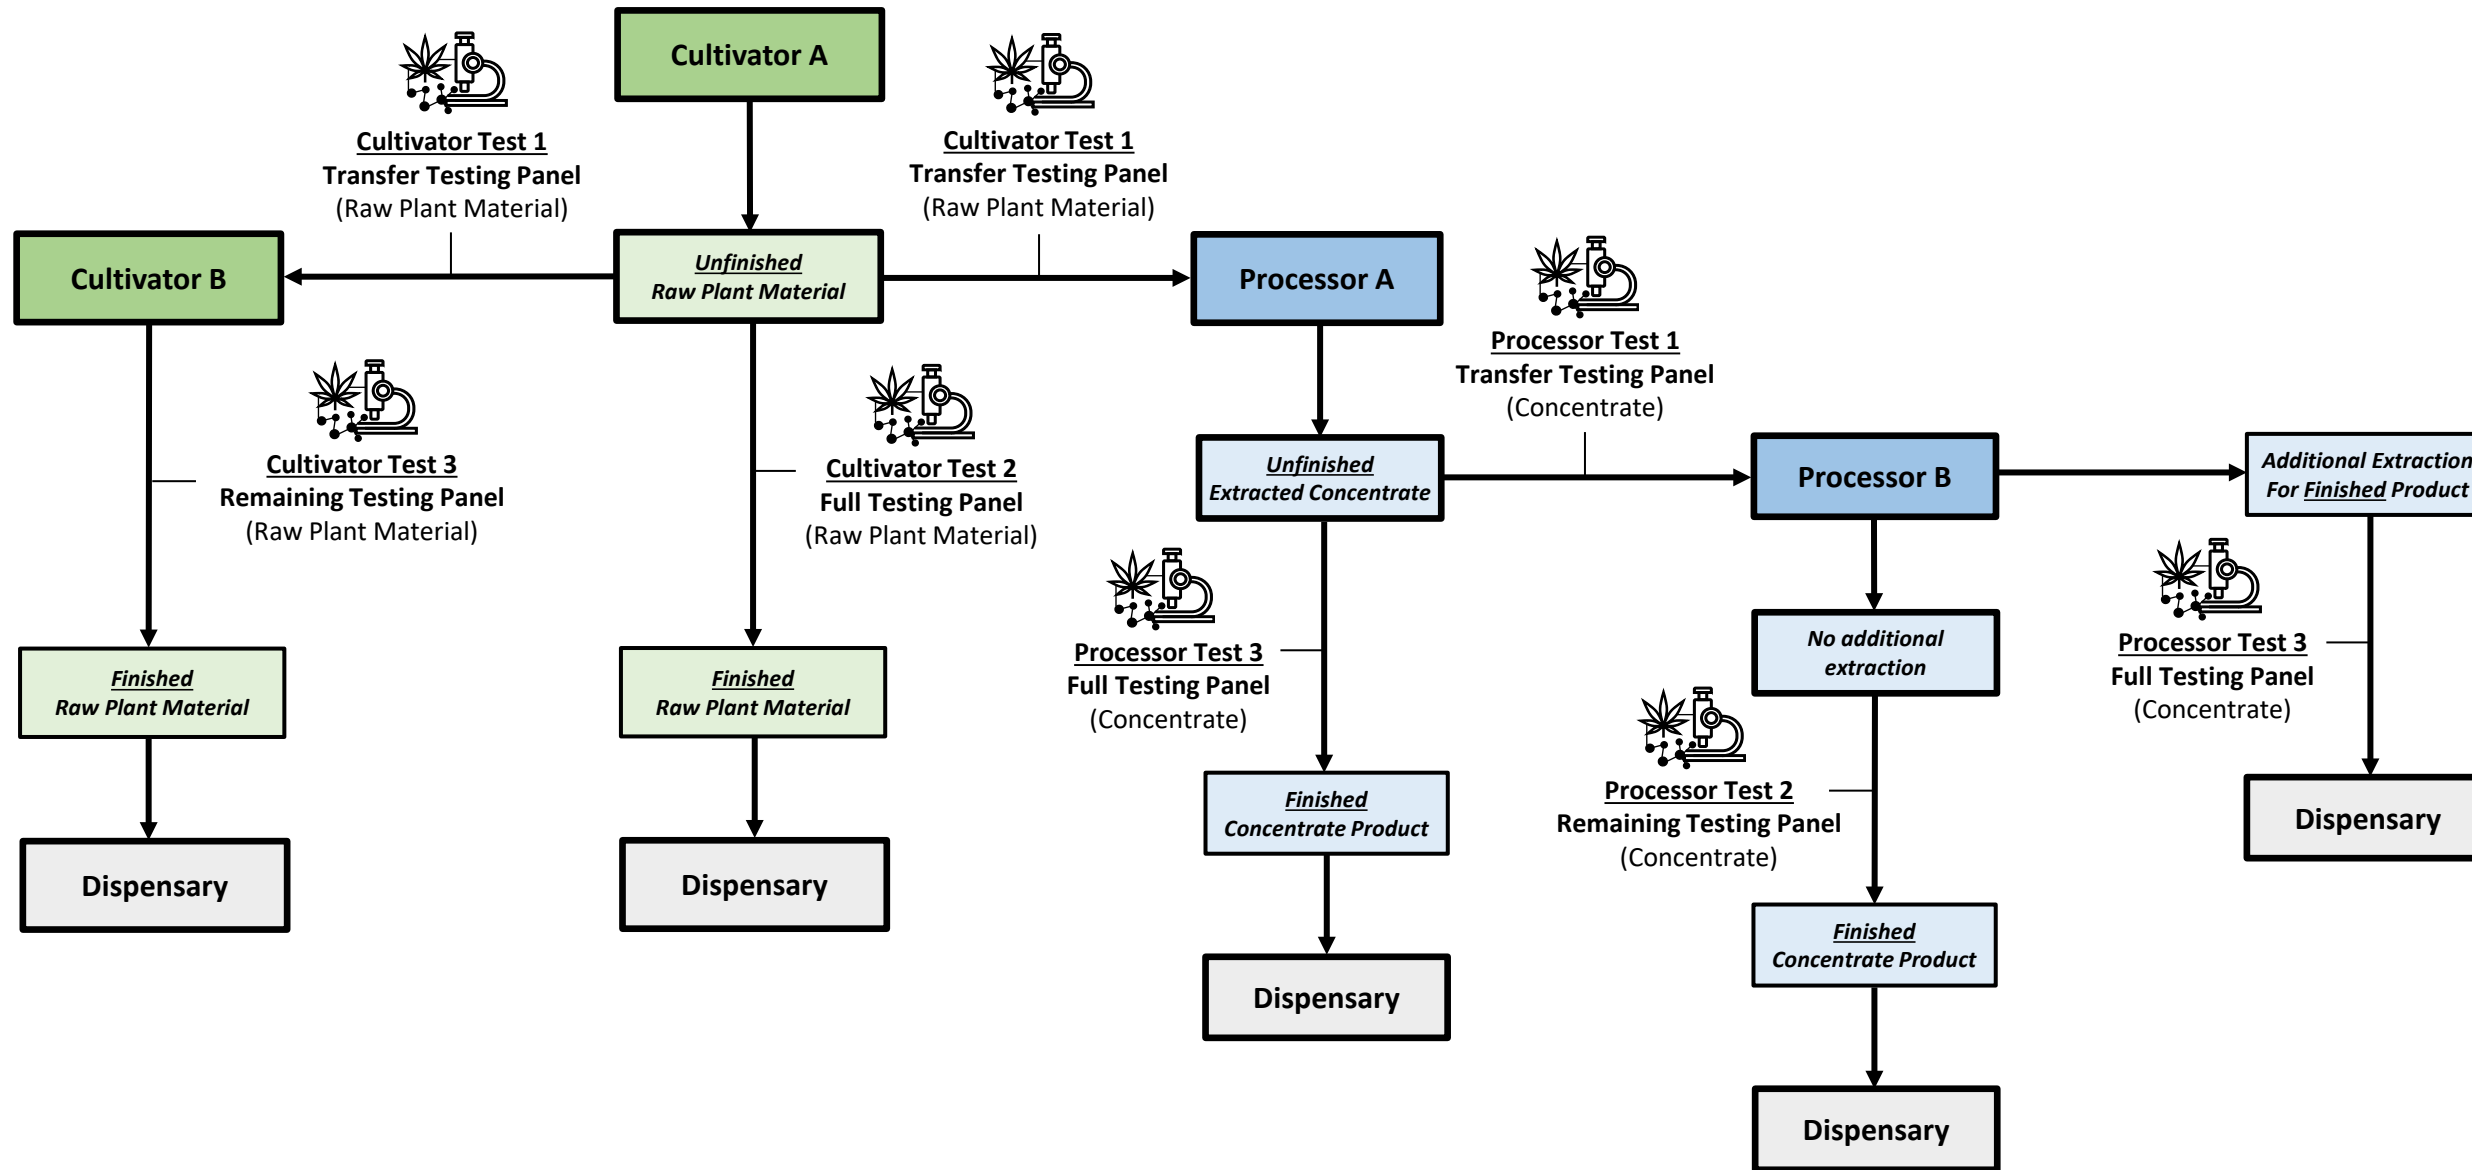 Cultivator A
Cultivator Test 1
Transfer Testing Panel
(Raw Plant Material)
Cultivator Test 1
Transfer Testing Panel
(Raw Plant Material)
Cultivator B
Unfinished
Raw Plant Material
Processor A
Processor Test 1
Transfer Testing Panel
(Concentrate)
Cultivator Test 3
Remaining Testing Panel
(Raw Plant Material)
Cultivator Test 2
Full Testing Panel
(Raw Plant Material)
Unfinished
Extracted Concentrate
Processor B
Additional Extraction
For Finished Product
Processor Test 3
Full Testing Panel
(Concentrate)
No additional
extraction
Processor Test 3
Full Testing Panel
(Concentrate)
Finished
Raw Plant Material
Finished
Raw Plant Material
Finished
Concentrate Product
Processor Test 2
Remaining Testing Panel
(Concentrate)
Dispensary
Dispensary
Dispensary
Finished
Concentrate Product
Dispensary
Dispensary